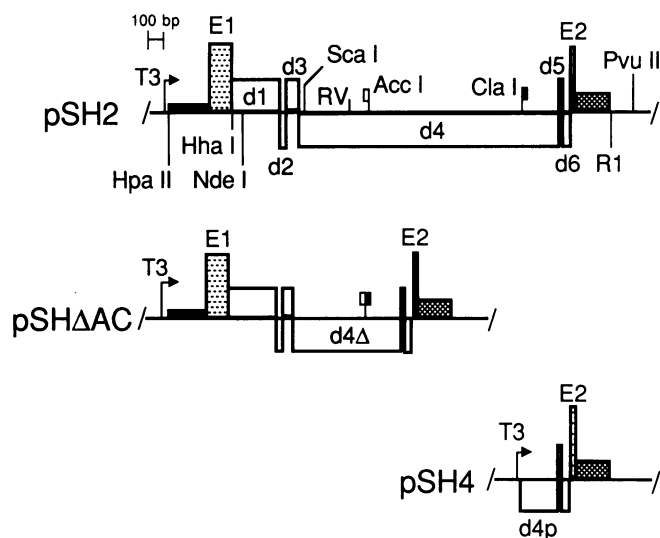 100 bp
E1
E2
T3
d3
Sca I
d5
Pvu II
d1
RV
Acc I
Cla I
pSH2
Hha I
d2
d4
d6
R1
Hpa II
Nde I
E1
E2
T3
pSHΔAC
d4Δ
E2
T3
pSH4
d4p